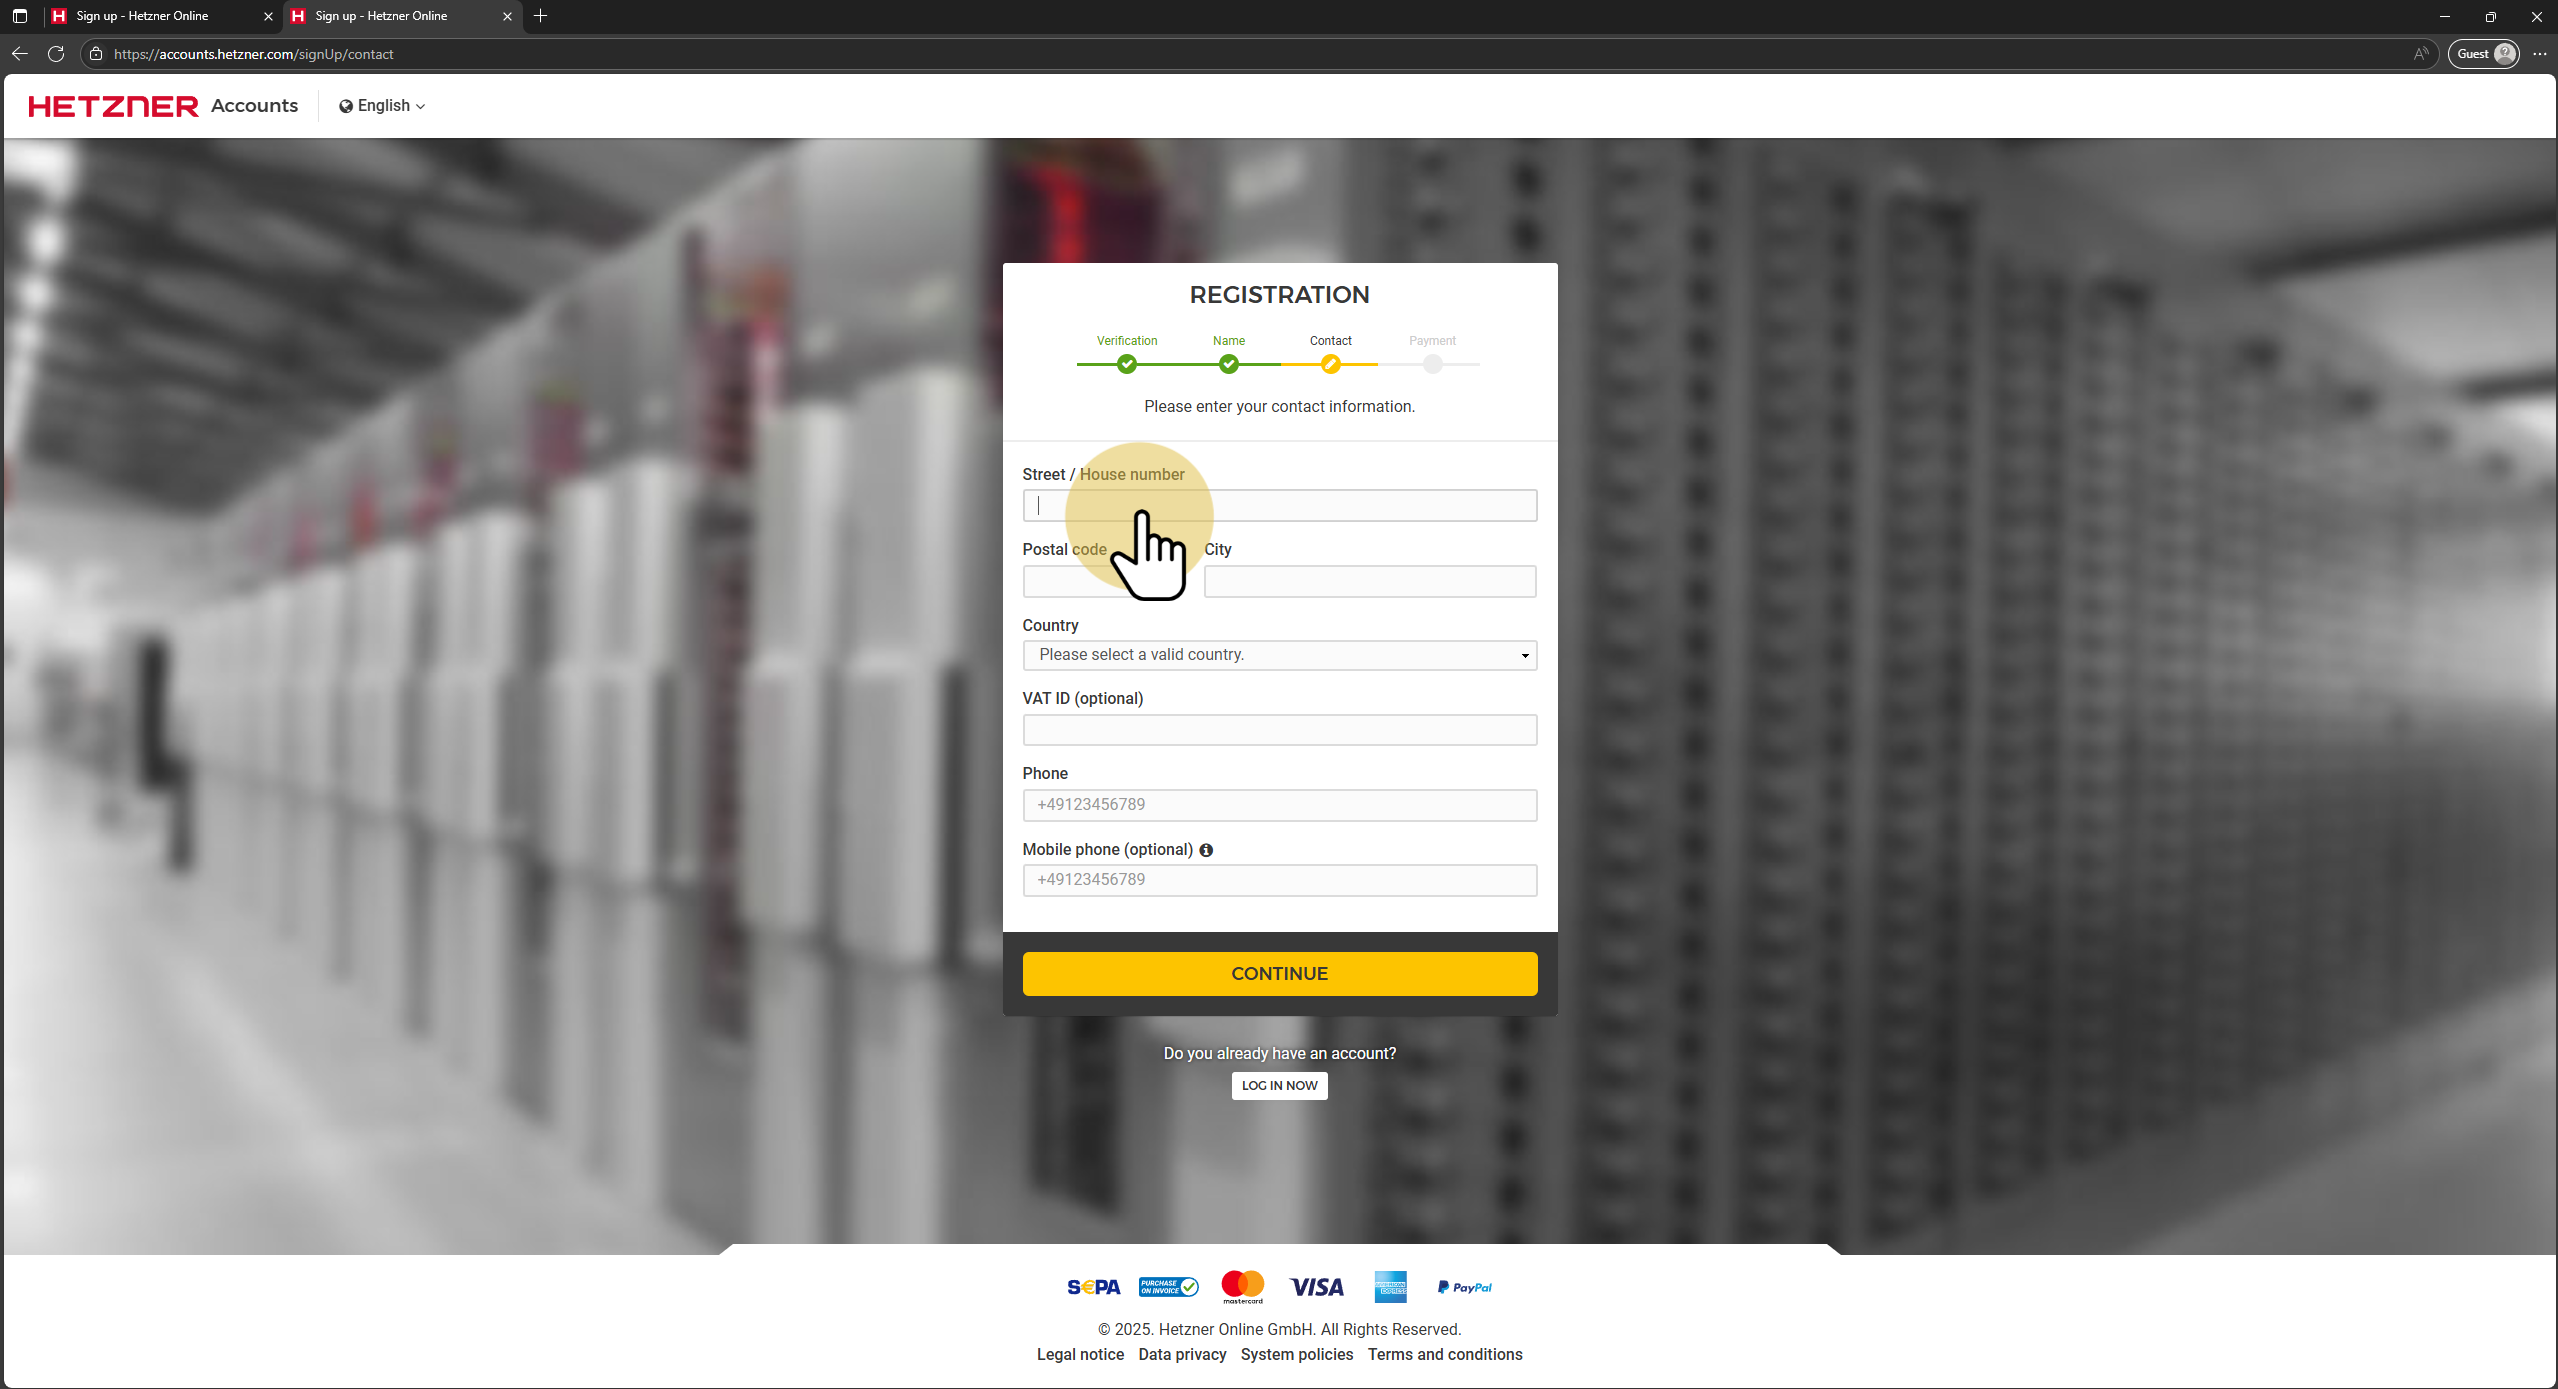 Sign up - Hetzner Online
Sign up - Hetzner Online
https://accounts.hetzner.com/signUp/contact
Guest
HETZNER Accounts
English
REGISTRATION
Verification
Name
Contact
Payment
Please enter your contact information.
Street / House number
Postal code
City
Country
Please select a valid country.
VAT ID (optional)
Phone
+49123456789
Mobile phone (optional)
+49123456789
CONTINUE
Do you already have an account?
LOG IN NOW
S€PA
PURCHASE ON INVOICE
mastercard
VISA
AMERICAN EXPRESS
PayPal
© 2025. Hetzner Online GmbH. All Rights Reserved.
Legal notice Data privacy System policies Terms and conditions